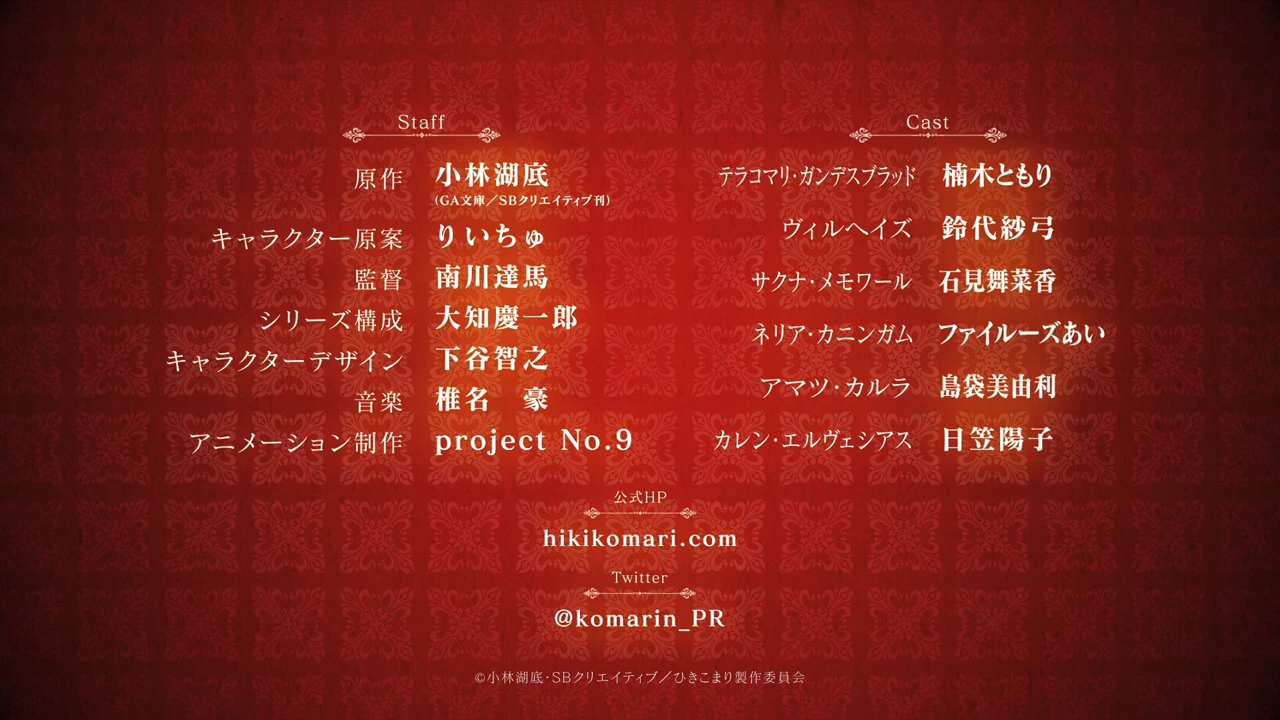 Staff
原作 小林湖底
(GA文庫／SBクリエイティブ刊)
キャラクター原案 りいちゅ
監督 南川達馬
シリーズ構成 大知慶一郎
キャラクターデザイン 下谷智之
音楽 椎名　豪
アニメーション制作 project No.9
Cast
テラコマリ・ガンデスブラッド 楠木ともり
ヴィルヘイズ 鈴代紗弓
サクナ・メモワール 石見舞菜香
ネリア・カニンガム ファイルーズあい
アマツ・カルラ 島袋美由利
カレン・エルヴェシアス 日笠陽子
公式HP
hikikomari.com
Twitter
@komarin_PR
©小林湖底・SBクリエイティブ／ひきこまり製作委員会